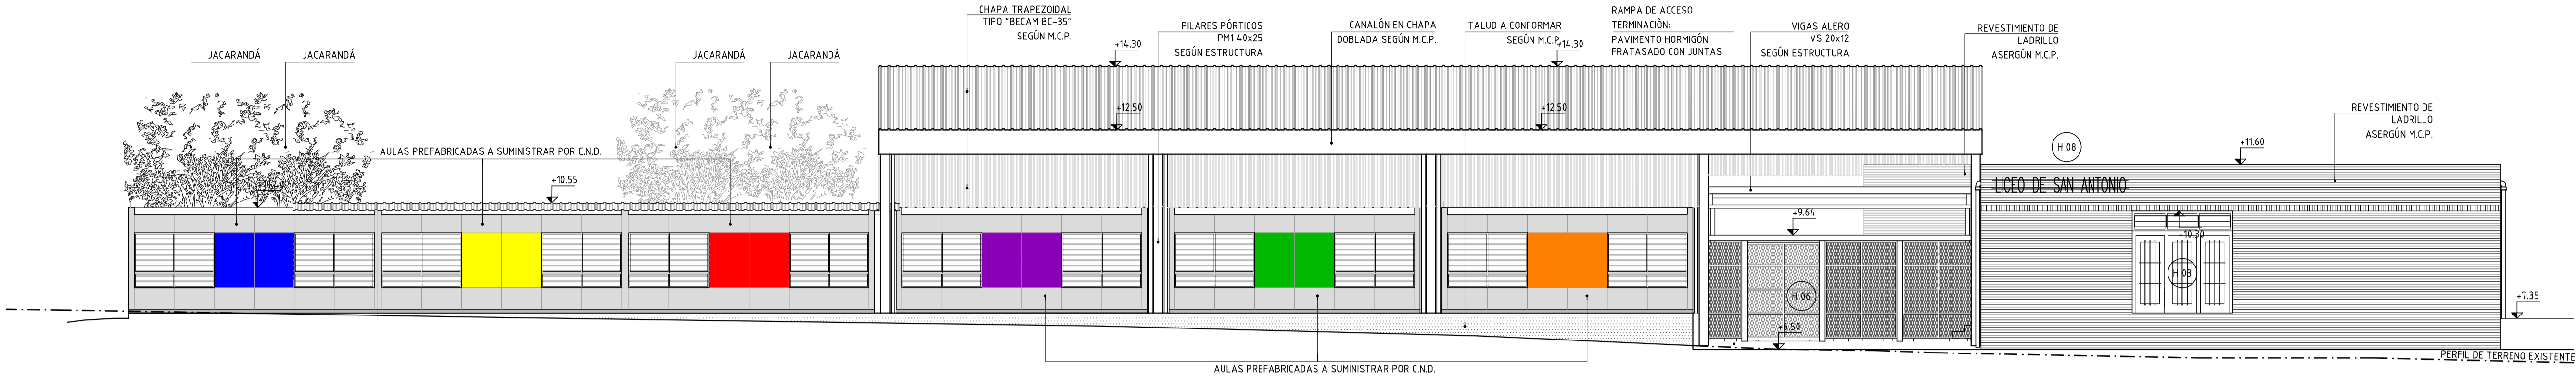 JACARANDÁ
JACARANDÁ
JACARANDÁ
JACARANDÁ
CHAPA TRAPEZOIDAL
TIPO "BECAM BC-35"
SEGÚN M.C.P.
+14.30
PILARES PÓRTICOS
PM1 40x25
SEGÚN ESTRUCTURA
CANALÓN EN CHAPA
DOBLADA SEGÚN M.C.P.
TALUD A CONFORMAR
SEGÚN M.C.P.
+14.30
RAMPA DE ACCESO
TERMINACIÒN:
PAVIMENTO HORMIGÓN
FRATASADO CON JUNTAS
VIGAS ALERO
VS 20x12
SEGÚN ESTRUCTURA
REVESTIMIENTO DE
LADRILLO
ASERGÚN M.C.P.
REVESTIMIENTO DE
LADRILLO
ASERGÚN M.C.P.
+12.50
+12.50
AULAS PREFABRICADAS A SUMINISTRAR POR C.N.D.
+10.55
H 08
+11.60
LICEO DE SAN ANTONIO
+9.64
+10.30
H 03
H 06
+7.35
+6.50
PERFIL DE TERRENO EXISTENTE
AULAS PREFABRICADAS A SUMINISTRAR POR C.N.D.